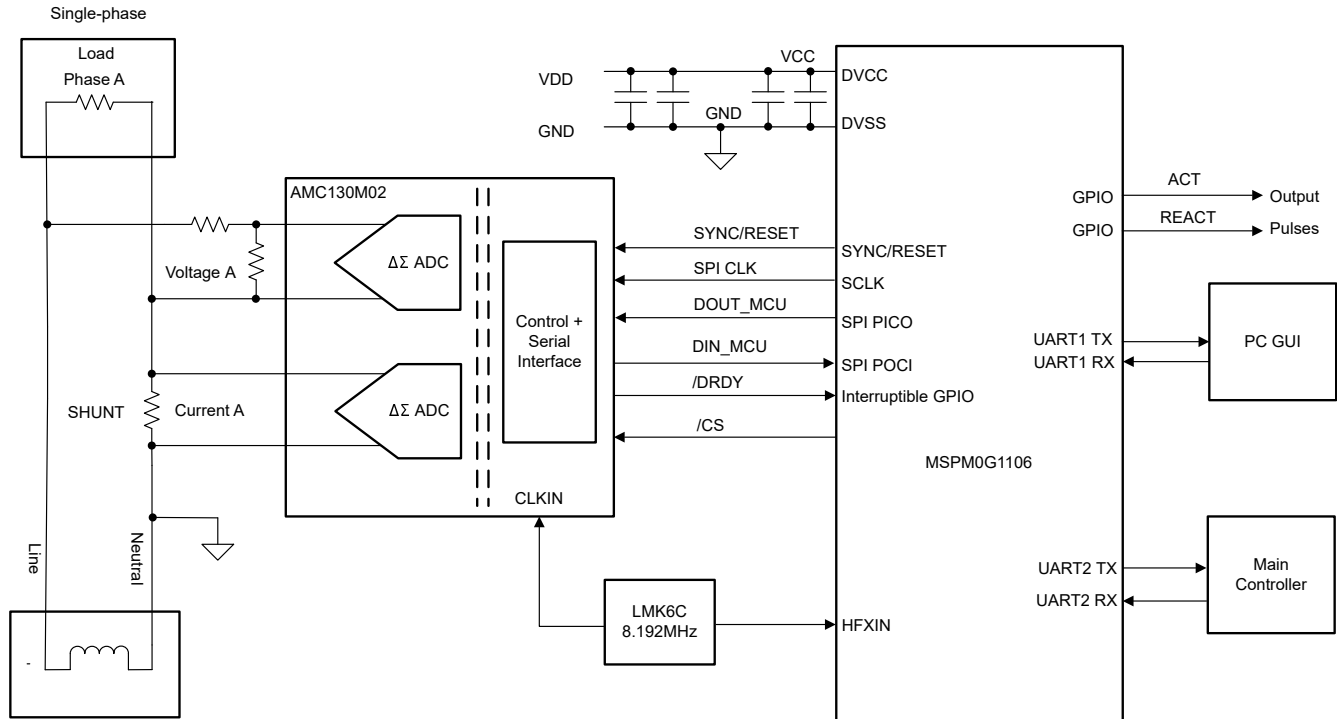 Single-phase
Load
Phase A
VDD
VCC
DVCC
GND
GND
DVSS
AMC130M02
Voltage A
ΔΣ ADC
SHUNT
Current A
ΔΣ ADC
Control +
Serial
Interface
CLKIN
Line
Neutral
-
SYNC/RESET
SYNC/RESET
SPI CLK
SCLK
DOUT_MCU
SPI PICO
DIN_MCU
SPI POCI
/DRDY
Interruptible GPIO
/CS
MSPM0G1106
LMK6C
8.192MHz
HFXIN
GPIO
ACT
Output
GPIO
REACT
Pulses
UART1 TX
UART1 RX
PC GUI
UART2 TX
UART2 RX
Main
Controller